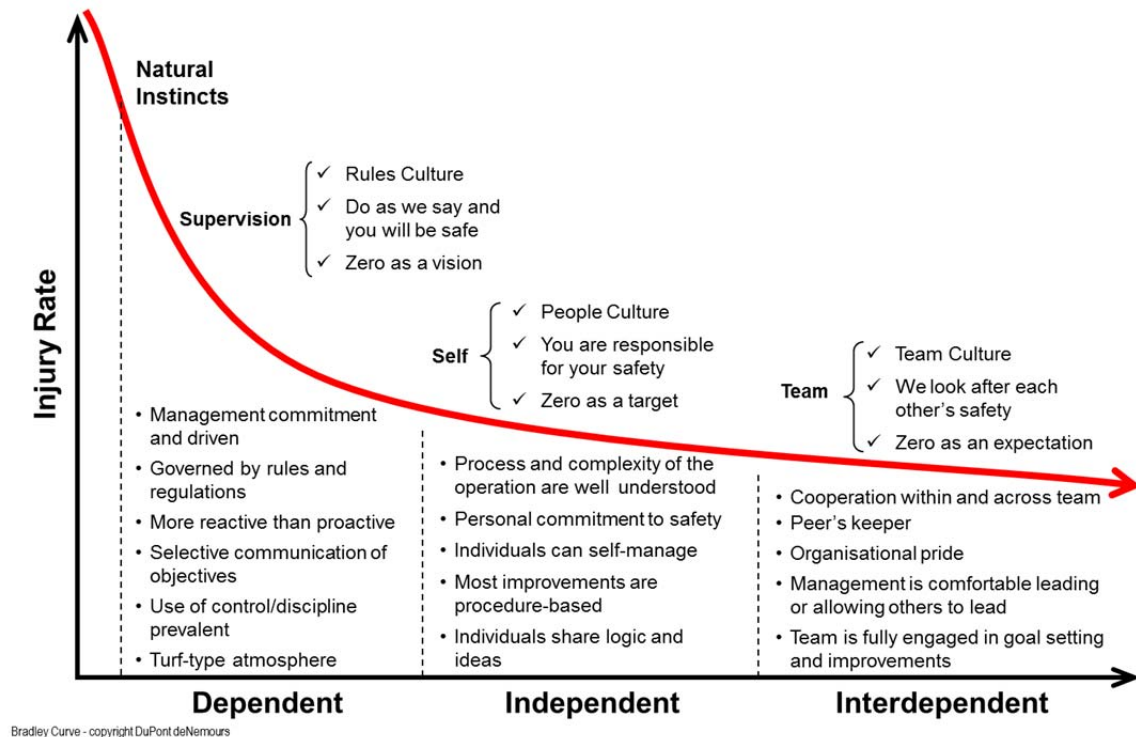 Natural
Instincts
Supervision
✓ Rules Culture
✓ Do as we say and
you will be safe
✓ Zero as a vision
Self
✓ People Culture
✓ You are responsible
for your safety
✓ Zero as a target
Team
✓ Team Culture
✓ We look after each
other's safety
✓ Zero as an expectation
Injury Rate
• Management commitment
and driven
• Governed by rules and
regulations
• More reactive than proactive
• Selective communication of
objectives
• Use of control/discipline
prevalent
• Turf-type atmosphere
• Process and complexity of the
operation are well understood
• Personal commitment to safety
• Individuals can self-manage
• Most improvements are
procedure-based
• Individuals share logic and
ideas
• Cooperation within and across team
• Peer's keeper
• Organisational pride
• Management is comfortable leading
or allowing others to lead
• Team is fully engaged in goal setting
and improvements
Dependent
Independent
Interdependent
Bradley Curve - copyright DuPont deNemours